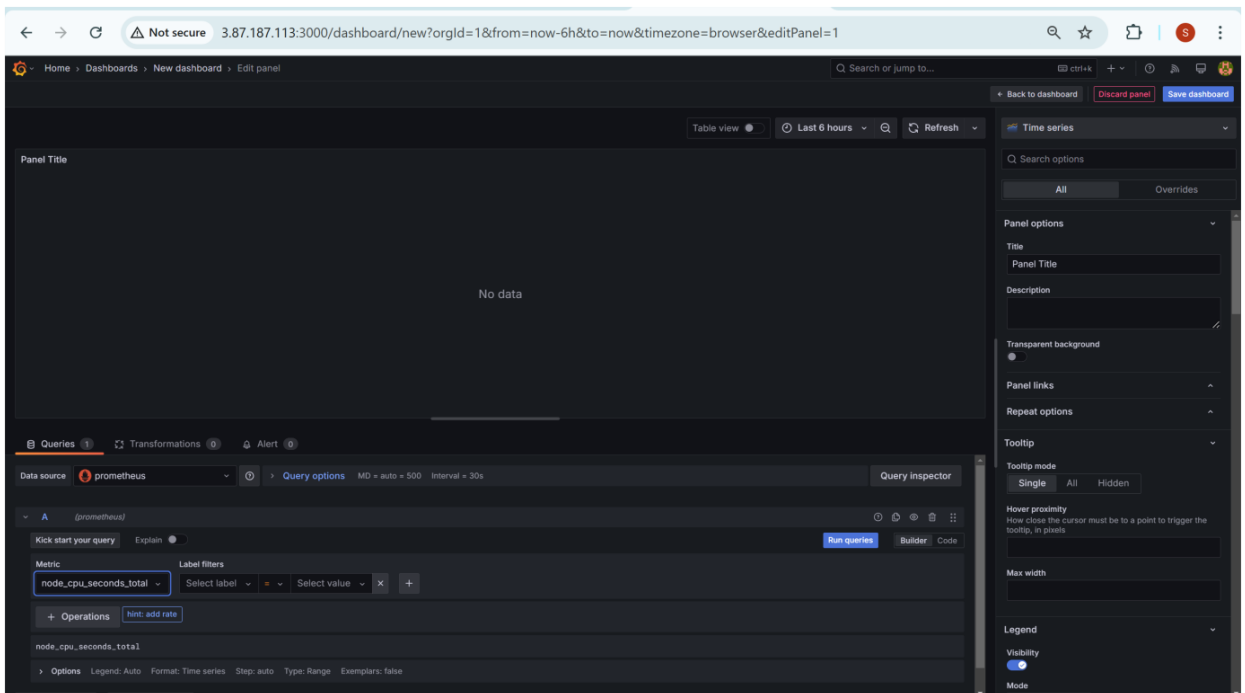 Not secure 3.87.187.113:3000/dashboard/new?orgId=1&from=now-6h&to=now&timezone=browser&editPanel=1 S
Home > Dashboards > New dashboard > Edit panel Search or jump to... ctrl+k
Back to dashboard Discard panel Save dashboard
Table view Last 6 hours Refresh
Panel Title
No data
Time series
Search options
All Overrides
Panel options
Title
Panel Title
Description
Transparent background
Panel links
Repeat options
Tooltip
Tooltip mode
Single All Hidden
Hover proximity
How close the cursor must be to a point to trigger the
tooltip, in pixels
Max width
Legend
Visibility
Mode
Queries 1 Transformations 0 Alert 0
Data source prometheus > Query options MD = auto = 500 Interval = 30s Query inspector
A (prometheus)
Kick start your query Explain Run queries Builder Code
Metric Label filters
node_cpu_seconds_total Select label = Select value × +
+ Operations hint: add rate
node_cpu_seconds_total
> Options Legend: Auto Format: Time series Step: auto Type: Range Exemplars: false